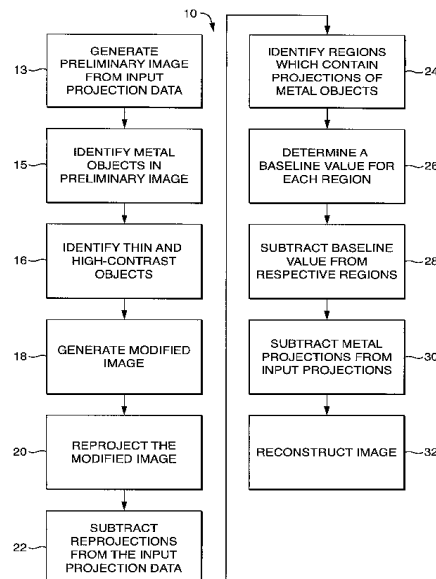 10
13
GENERATE
PRELIMINARY IMAGE
FROM INPUT
PROJECTION DATA
15
IDENTIFY METAL
OBJECTS IN
PRELIMINARY IMAGE
16
IDENTIFY THIN AND
HIGH-CONTRAST
OBJECTS
18
GENERATE MODIFIED
IMAGE
20
REPROJECT THE
MODIFIED IMAGE
22
SUBTRACT
REPROJECTIONS
FROM THE INPUT
PROJECTION DATA
IDENTIFY REGIONS
WHICH CONTAIN
PROJECTIONS OF
METAL OBJECTS
24
DETERMINE A
BASELINE VALUE FOR
EACH REGION
26
SUBTRACT BASELINE
VALUE FROM
RESPECTIVE REGIONS
28
SUBTRACT METAL
PROJECTIONS FROM
INPUT PROJECTIONS
30
RECONSTRUCT IMAGE
32